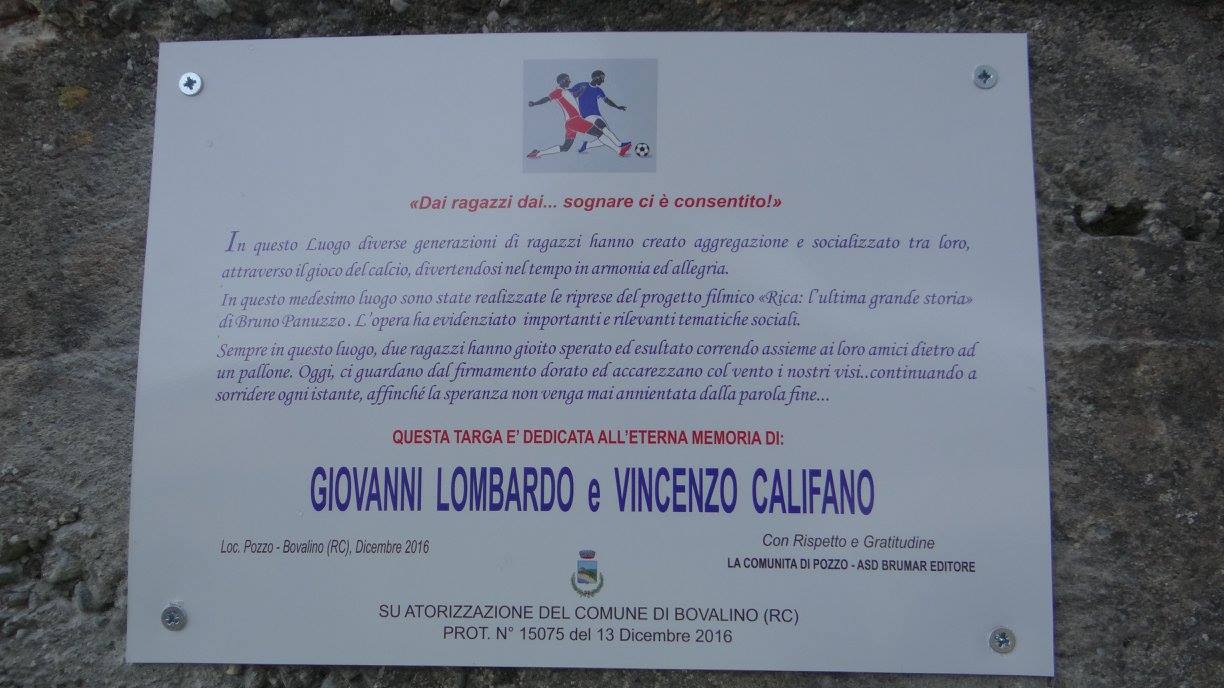 «Dai ragazzi dai... sognare ci è consentito!»
In questo Luogo diverse generazioni di ragazzi hanno creato aggregazione e socializzato tra loro,
attraverso il gioco del calcio, divertendosi nel tempo in armonia ed allegria.
In questo medesimo luogo sono state realizzate le riprese del progetto filmico «Rica: l'ultima grande storia»
di Bruno Panuzzo . L'opera ha evidenziato importanti e rilevanti tematiche sociali.
Sempre in questo luogo, due ragazzi hanno gioito sperato ed esultato correndo assieme ai loro amici dietro ad
un pallone. Oggi, ci guardano dal firmamento dorato ed accarezzano col vento i nostri visi..continuando a
sorridere ogni istante, affinché la speranza non venga mai annientata dalla parola fine...
QUESTA TARGA E' DEDICATA ALL'ETERNA MEMORIA DI:
GIOVANNI LOMBARDO e VINCENZO CALIFANO
Loc. Pozzo - Bovalino (RC), Dicembre 2016
Con Rispetto e Gratitudine
LA COMUNITA DI POZZO - ASD BRUMAR EDITORE
SU ATORIZZAZIONE DEL COMUNE DI BOVALINO (RC)
PROT. N° 15075 del 13 Dicembre 2016